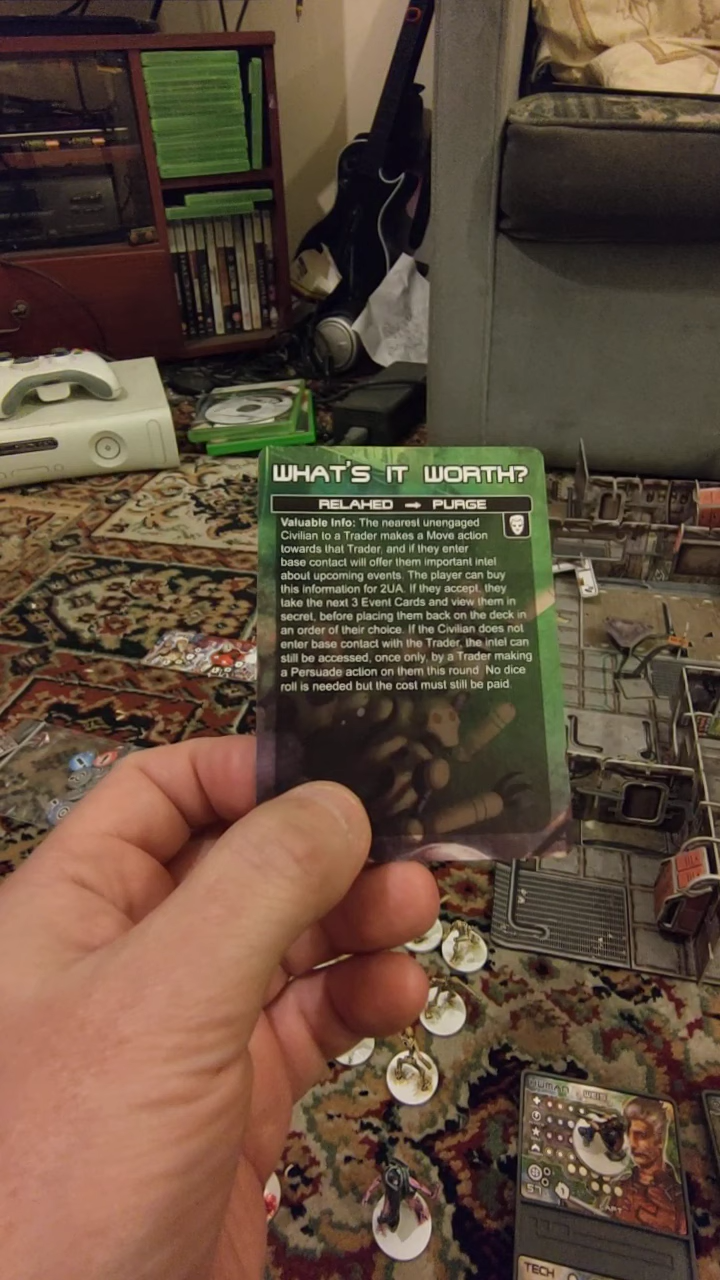 WHAT'S IT WORTH?
RELAXED → PURGE
Valuable Info: The nearest unengaged
Civilian to a Trader makes a Move action
towards that Trader, and if they enter
base contact will offer them important intel
about upcoming events. The player can buy
this information for 2UA. If they accept, they
take the next 3 Event Cards and view them in
secret, before placing them back on the deck in
an order of their choice. If the Civilian does not
enter base contact with the Trader, the intel can
still be accessed, once only, by a Trader making
a Persuade action on them this round. No dice
roll is needed but the cost must still be paid.
HUMAN
57
TECH